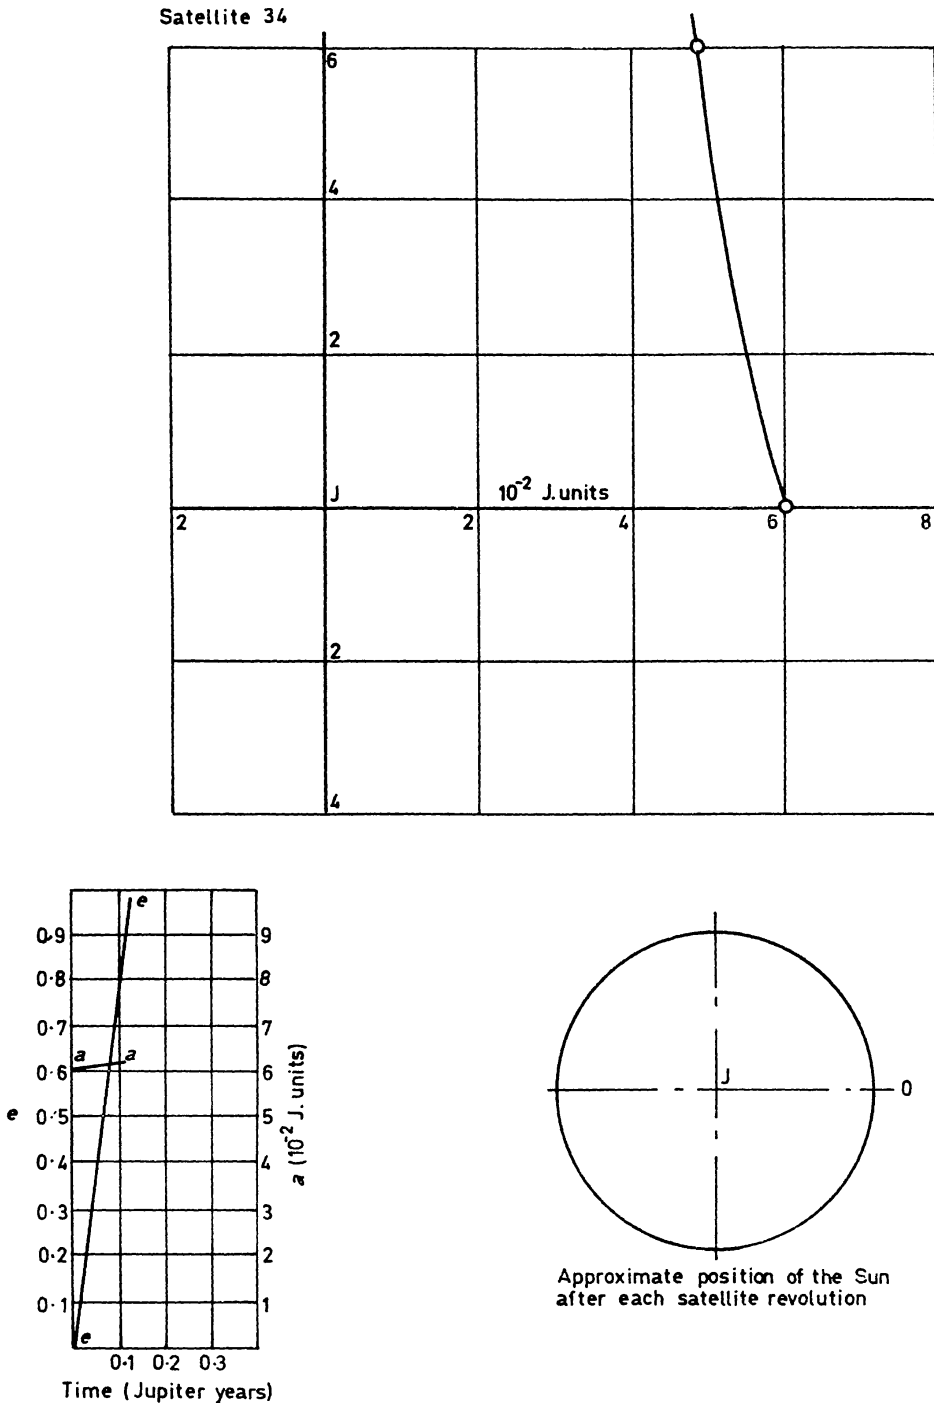 Satellite 34
6
4
2
J 10⁻² J.units
2 2 4 6 8
2
4
e
0·9 9
0·8 8
0·7 7
a a
0·6 6
e 0·5 5
0·4 4
0·3 3
0·2 2
0·1 1
e
a (10⁻² J. units)
0·1 0·2 0·3
Time (Jupiter years)
J
0
Approximate position of the Sun
after each satellite revolution